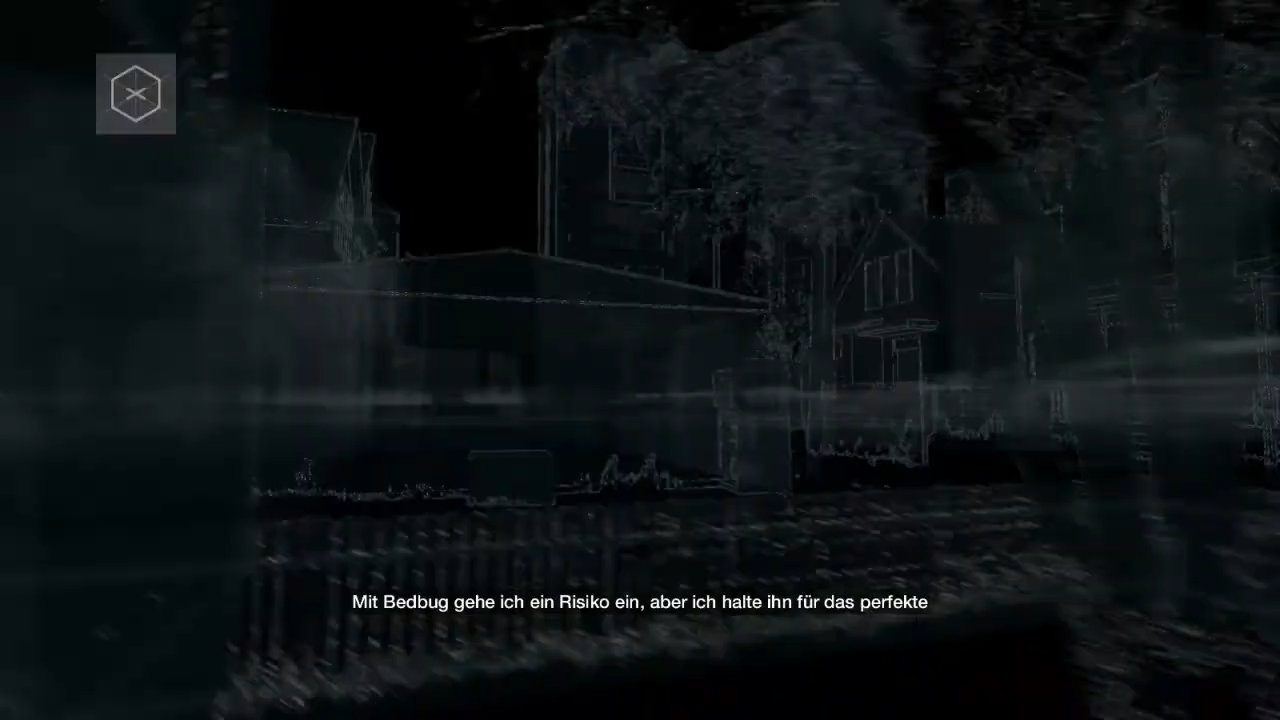 Mit Bedbug gehe ich ein Risiko ein, aber ich halte ihn für das perfekte